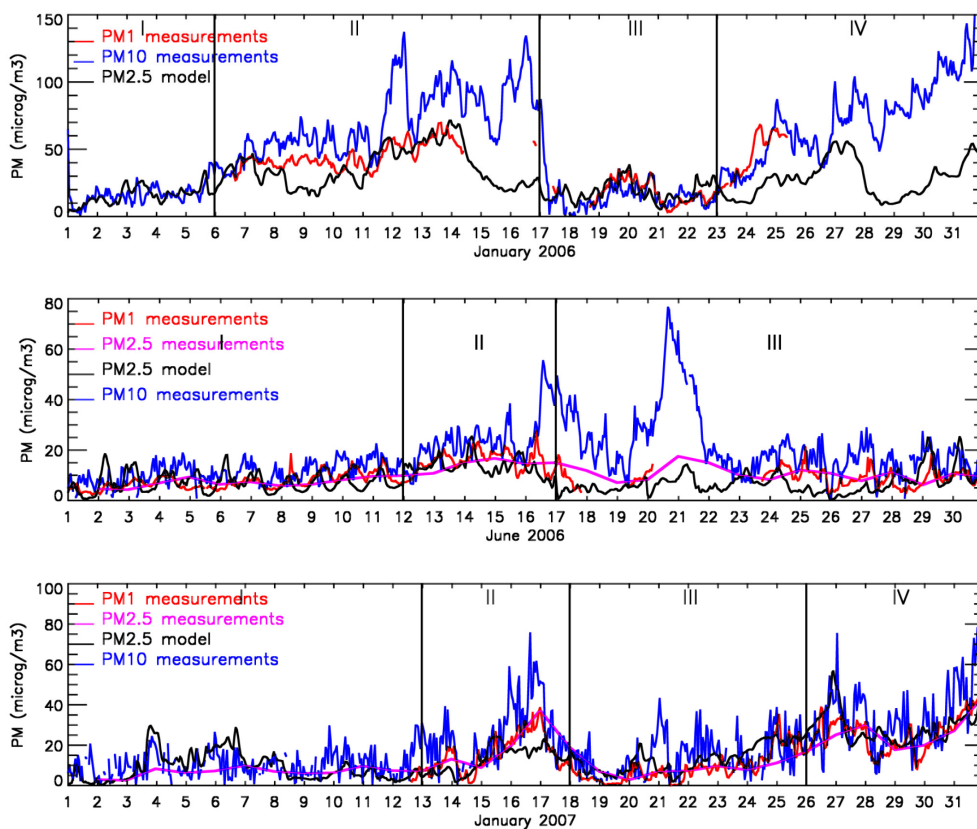 150
I II III IV
PM1 measurements
PM10 measurements
PM2.5 model
100
50
0
PM (microg/m3)
1 2 3 4 5 6 7 8 9 10 11 12 13 14 15 16 17 18 19 20 21 22 23 24 25 26 27 28 29 30 31
January 2006
80
PM1 measurements
PM2.5 measurements
I II III
PM2.5 model
PM10 measurements
60
40
20
0
PM (microg/m3)
1 2 3 4 5 6 7 8 9 10 11 12 13 14 15 16 17 18 19 20 21 22 23 24 25 26 27 28 29 30
June 2006
100
I II III IV
PM1 measurements
PM2.5 measurements
PM2.5 model
PM10 measurements
80
60
40
20
0
PM (microg/m3)
1 2 3 4 5 6 7 8 9 10 11 12 13 14 15 16 17 18 19 20 21 22 23 24 25 26 27 28 29 30 31
January 2007